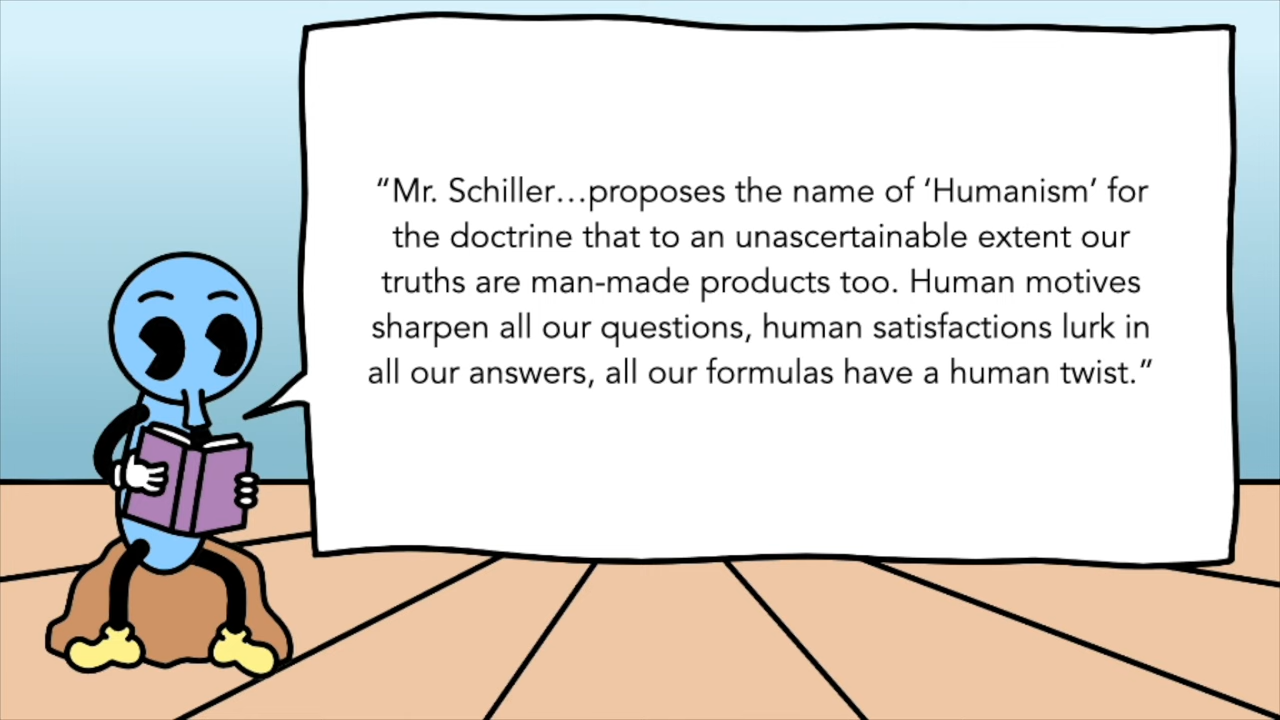 “Mr. Schiller…proposes the name of ‘Humanism’ for
the doctrine that to an unascertainable extent our
truths are man-made products too. Human motives
sharpen all our questions, human satisfactions lurk in
all our answers, all our formulas have a human twist.”